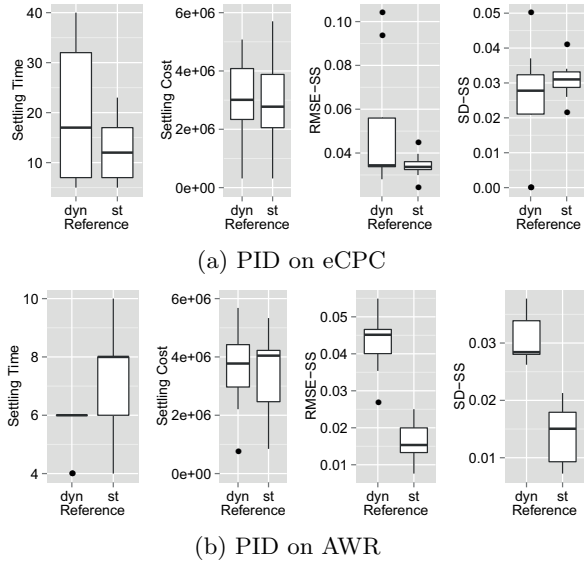 Settling Time
40
30
20
10
dyn st
Reference
Settling Cost
6e+06
4e+06
2e+06
0e+00
dyn st
Reference
RMSE−SS
0.10
0.08
0.06
0.04
dyn st
Reference
SD−SS
0.05
0.04
0.03
0.02
0.01
0.00
dyn st
Reference
(a) PID on eCPC
Settling Time
10
8
6
4
dyn st
Reference
Settling Cost
6e+06
4e+06
2e+06
0e+00
dyn st
Reference
RMSE−SS
0.05
0.04
0.03
0.02
0.01
dyn st
Reference
SD−SS
0.03
0.02
0.01
dyn st
Reference
(b) PID on AWR